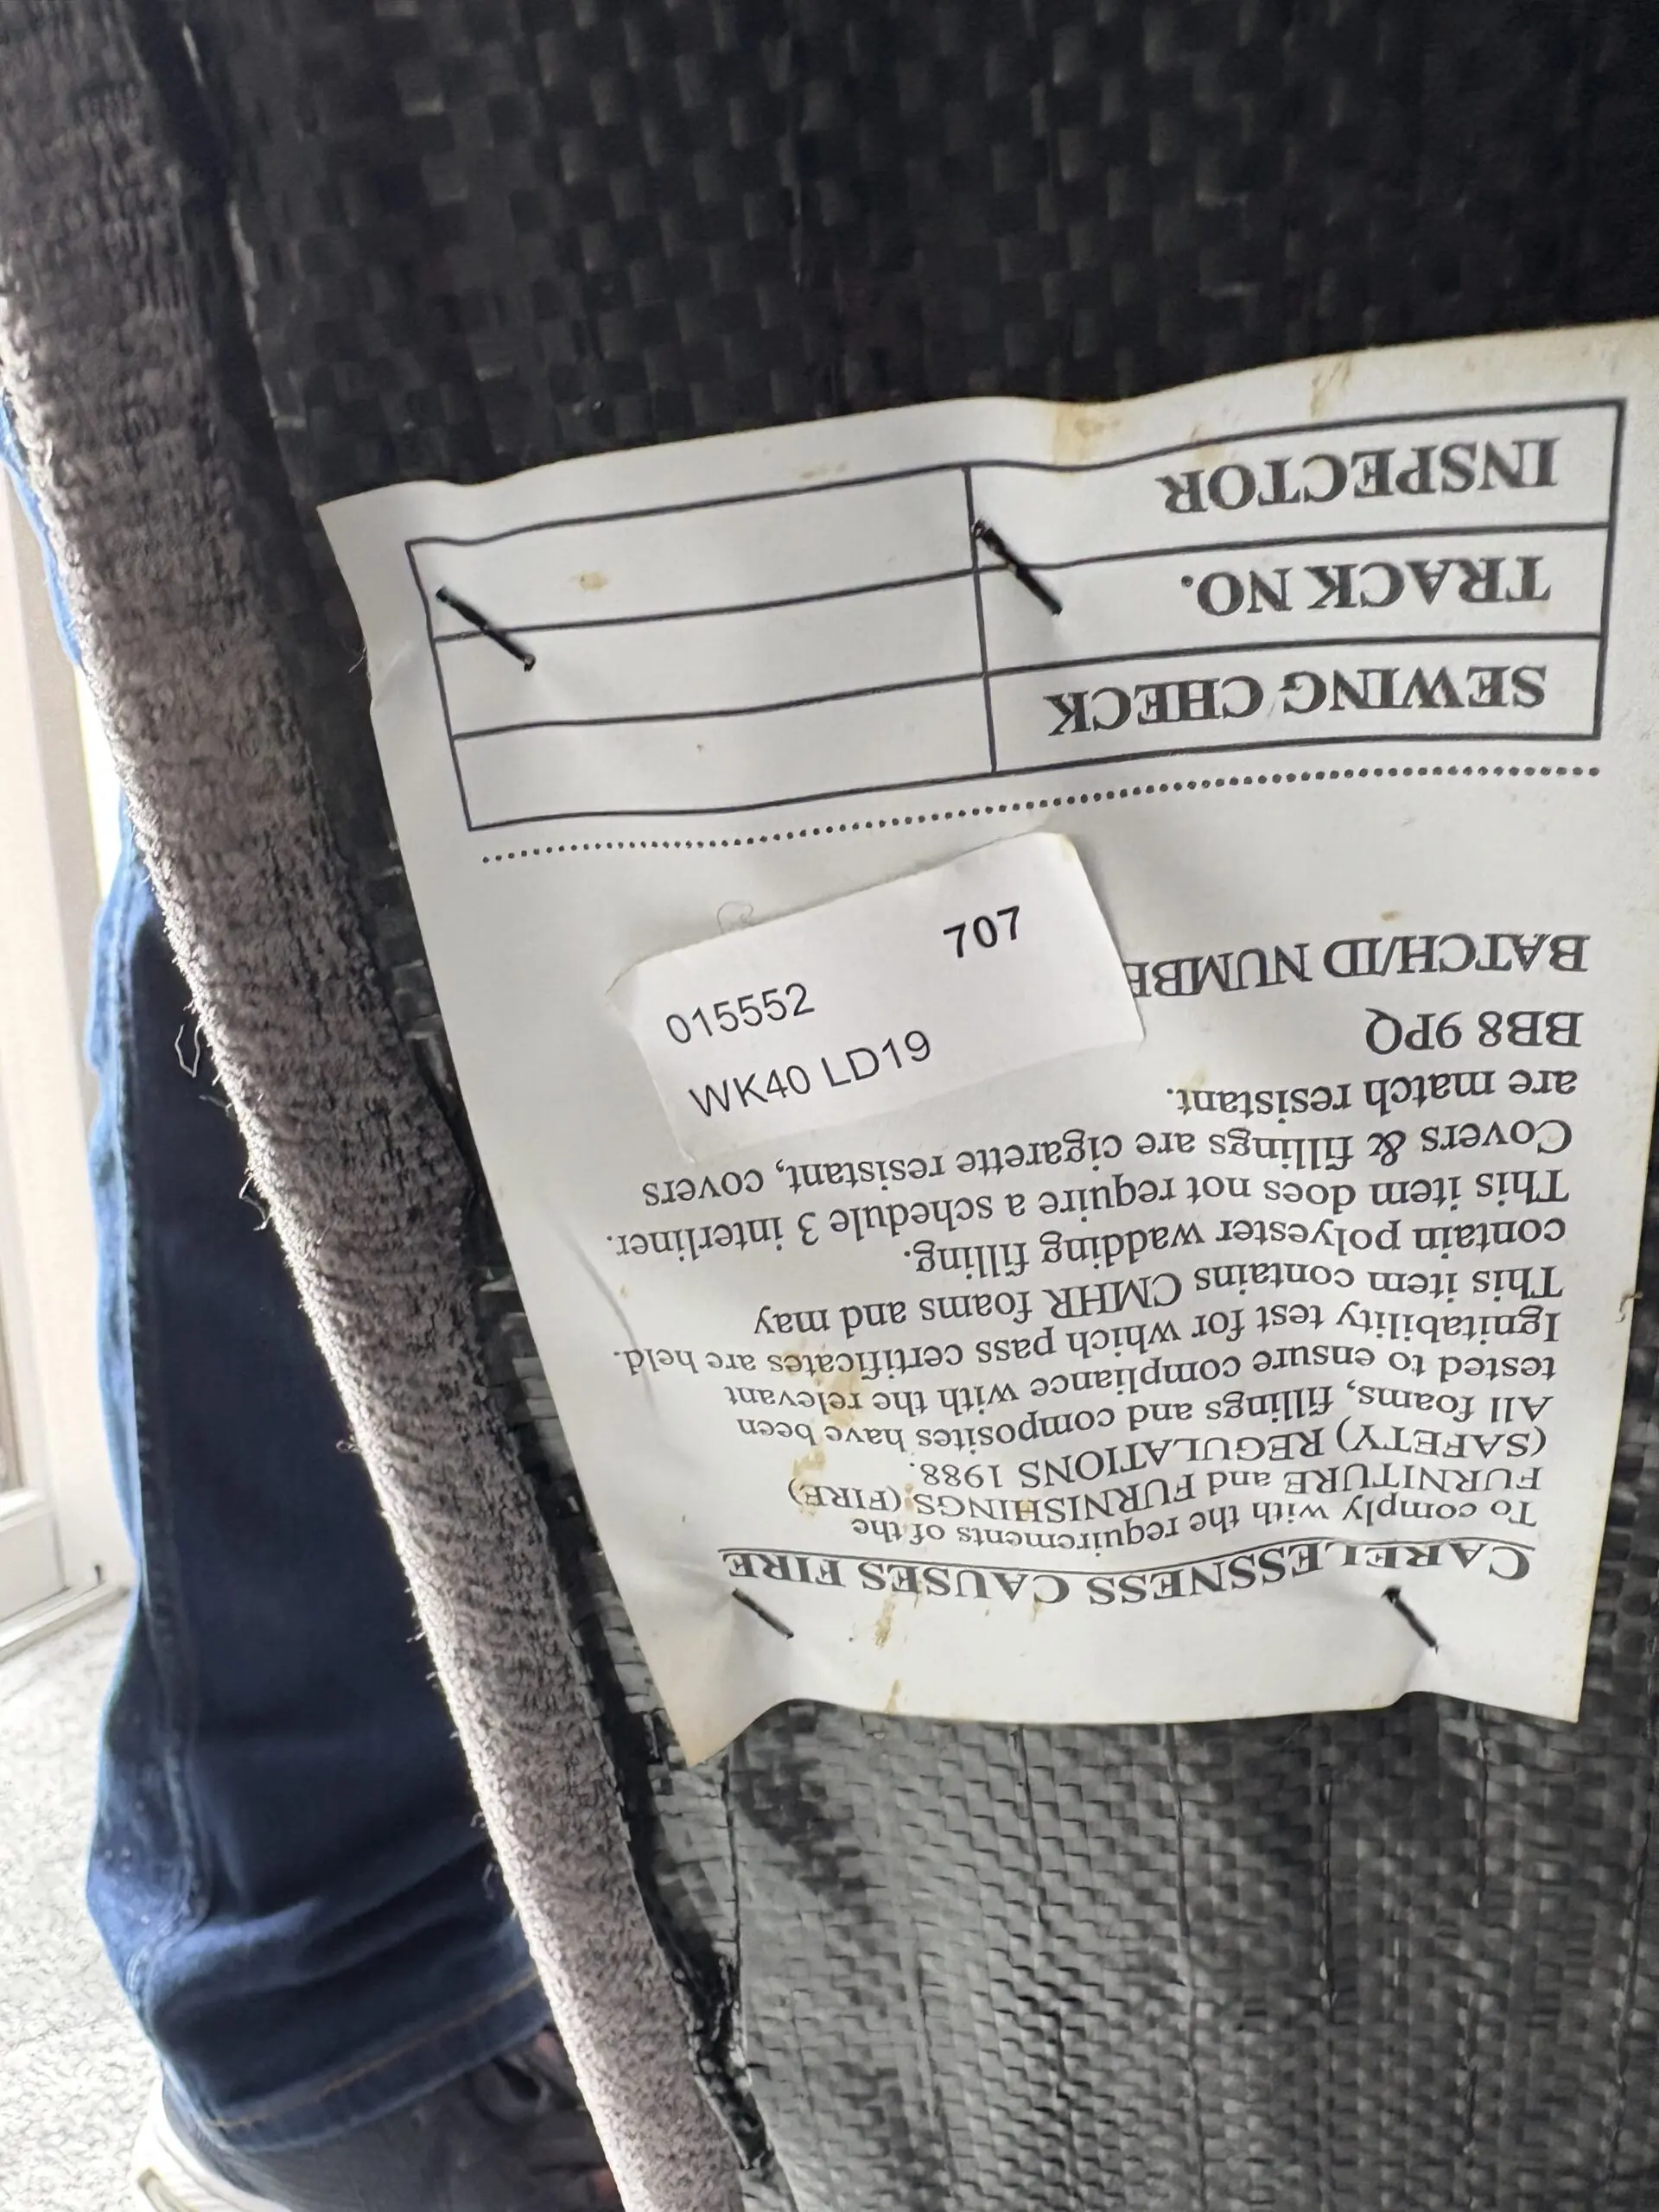 CARELESSNESS CAUSES FIRE
To comply with the requirements of the
FURNITURE and FURNISHINGS (FIRE)
(SAFETY) REGULATIONS 1988.
All foams, fillings and composites have been
tested to ensure compliance with the relevant
Ignitability test for which pass certificates are held.
This item contains CMHR foams and may
contain polyester wadding filling.
This item does not require a schedule 3 interliner.
Covers & fillings are cigarette resistant, covers
are match resistant.
BB8 9PQ
BATCH/ID NUMBE
707
015552
WK40 LD19
SEWING CHECK
TRACK NO.
INSPECTOR